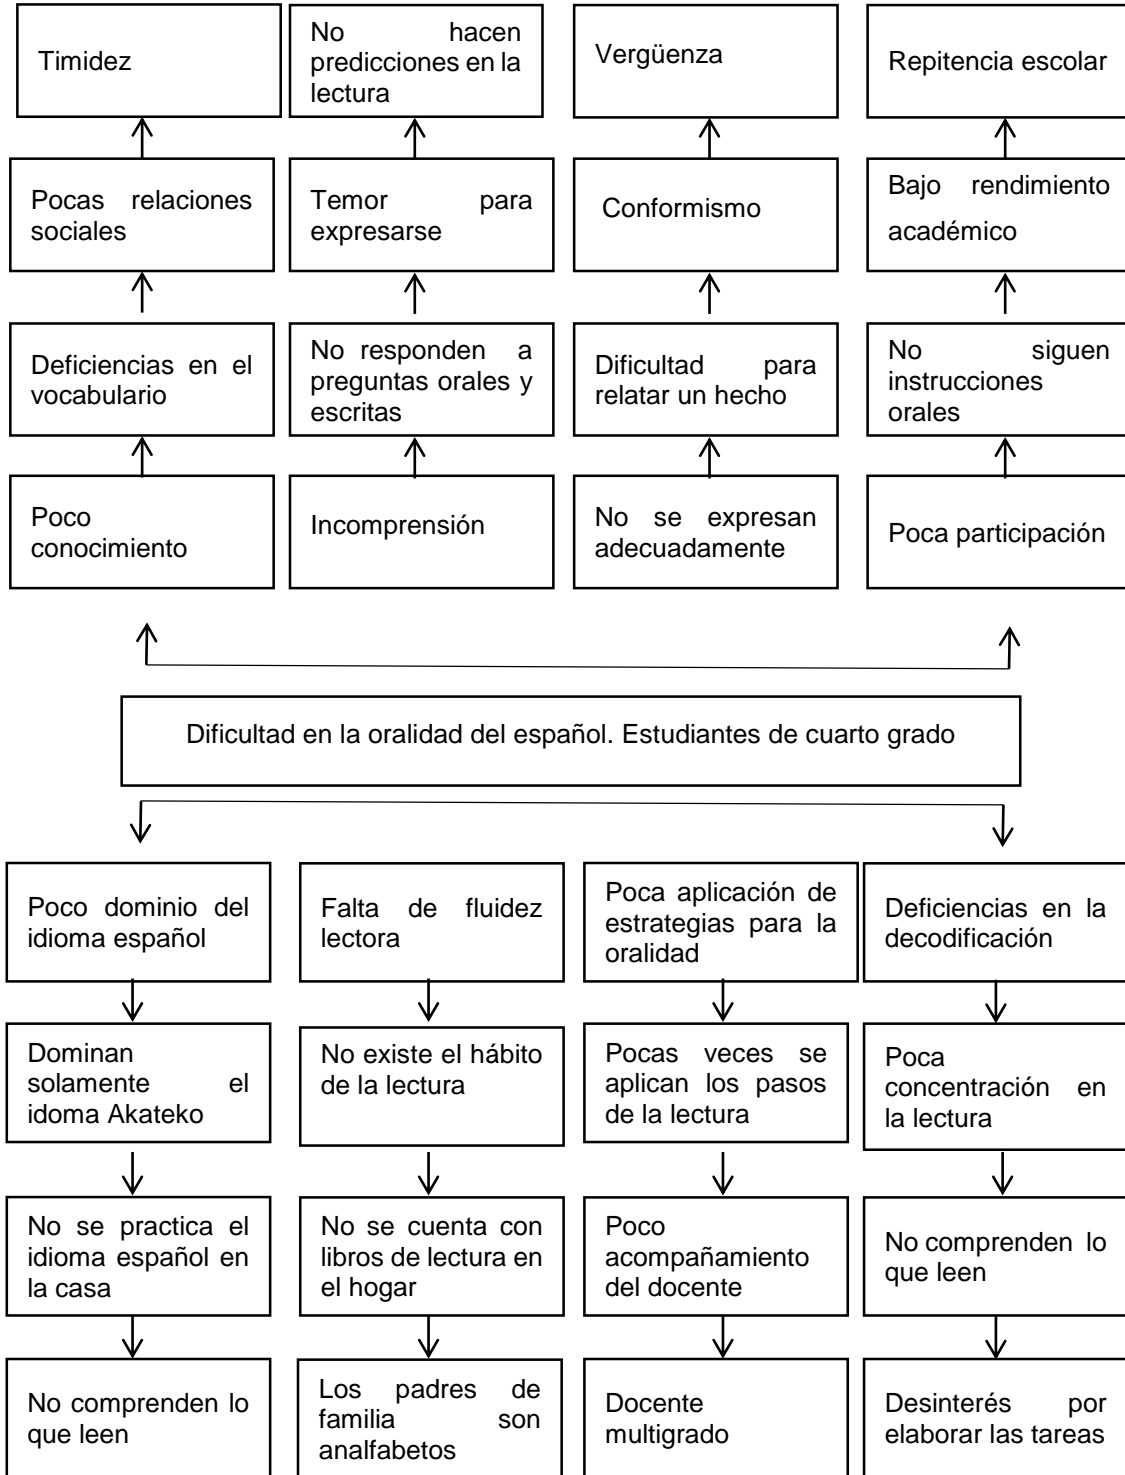 Timidez
No hacen
predicciones en la
lectura
Vergüenza
Repitencia escolar
Pocas relaciones
sociales
Temor para
expresarse
Conformismo
Bajo rendimiento
académico
Deficiencias en el
vocabulario
No responden a
preguntas orales y
escritas
Dificultad para
relatar un hecho
No siguen
instrucciones
orales
Poco
conocimiento
Incomprensión
No se expresan
adecuadamente
Poca participación
Dificultad en la oralidad del español. Estudiantes de cuarto grado
Poco dominio del
idioma español
Falta de fluidez
lectora
Poca aplicación de
estrategias para la
oralidad
Deficiencias en la
decodificación
Dominan
solamente el
idoma Akateko
No existe el hábito
de la lectura
Pocas veces se
aplican los pasos
de la lectura
Poca
concentración en
la lectura
No se practica el
idioma español en
la casa
No se cuenta con
libros de lectura en
el hogar
Poco
acompañamiento
del docente
No comprenden lo
que leen
No comprenden lo
que leen
Los padres de
familia son
analfabetos
Docente
multigrado
Desinterés por
elaborar las tareas